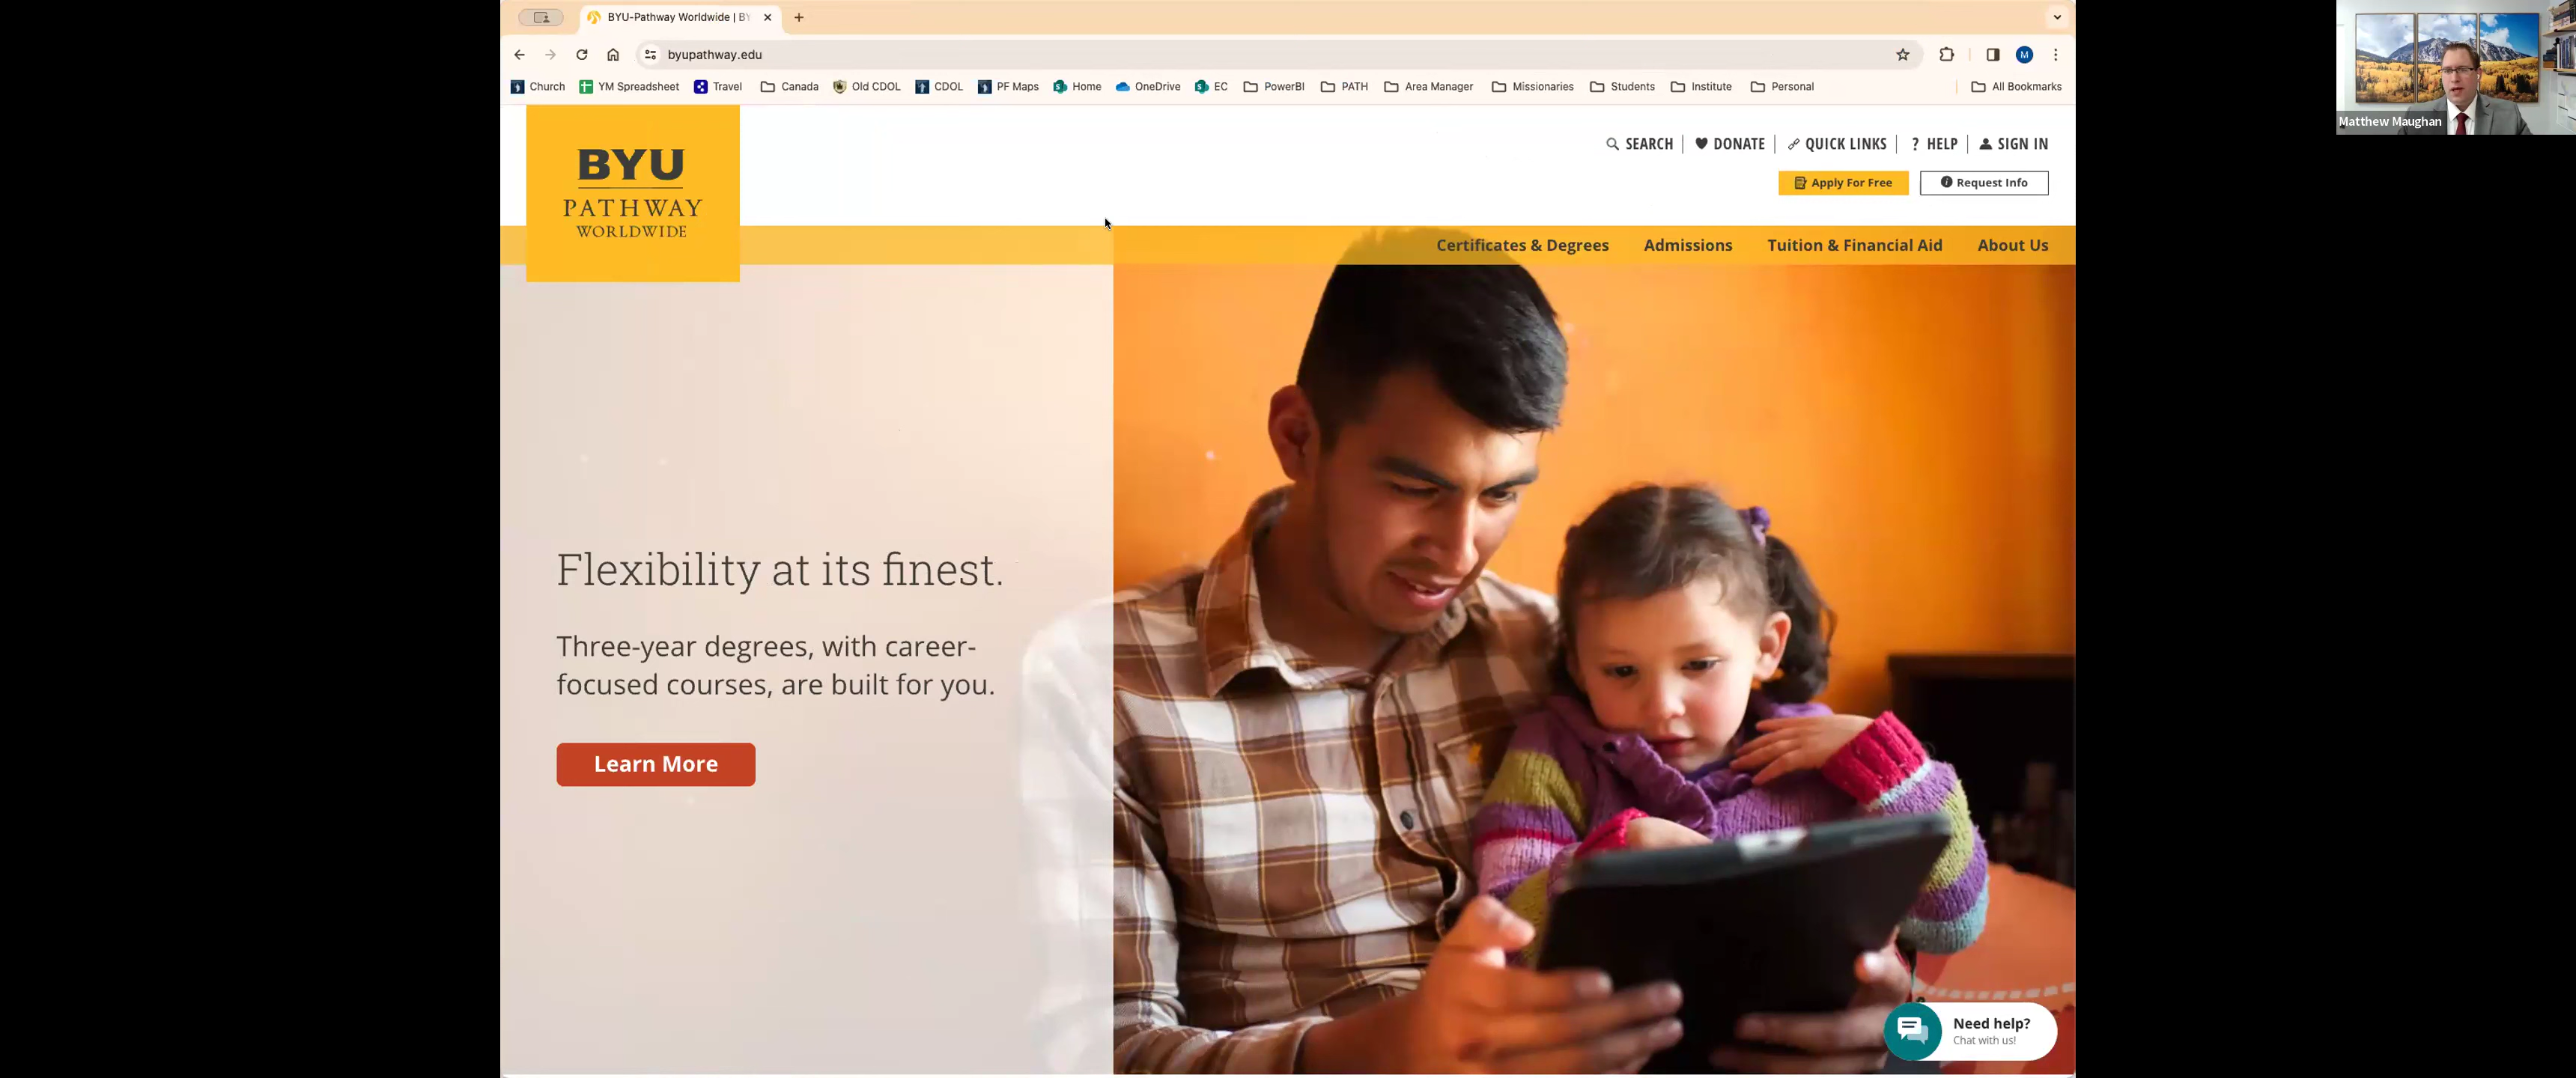 BYU-Pathway Worldwide | BY
byupathway.edu
Church YM Spreadsheet Travel Canada Old CDOL CDOL PF Maps Home OneDrive EC PowerBI PATH Area Manager Missionaries Students Institute Personal All Bookmarks
M
Matthew Maughan
BYU
PATHWAY
WORLDWIDE
SEARCH DONATE QUICK LINKS ? HELP SIGN IN
Apply For Free Request Info
Certificates & Degrees Admissions Tuition & Financial Aid About Us
Flexibility at its finest.
Three-year degrees, with career-
focused courses, are built for you.
Learn More
Need help?
Chat with us!